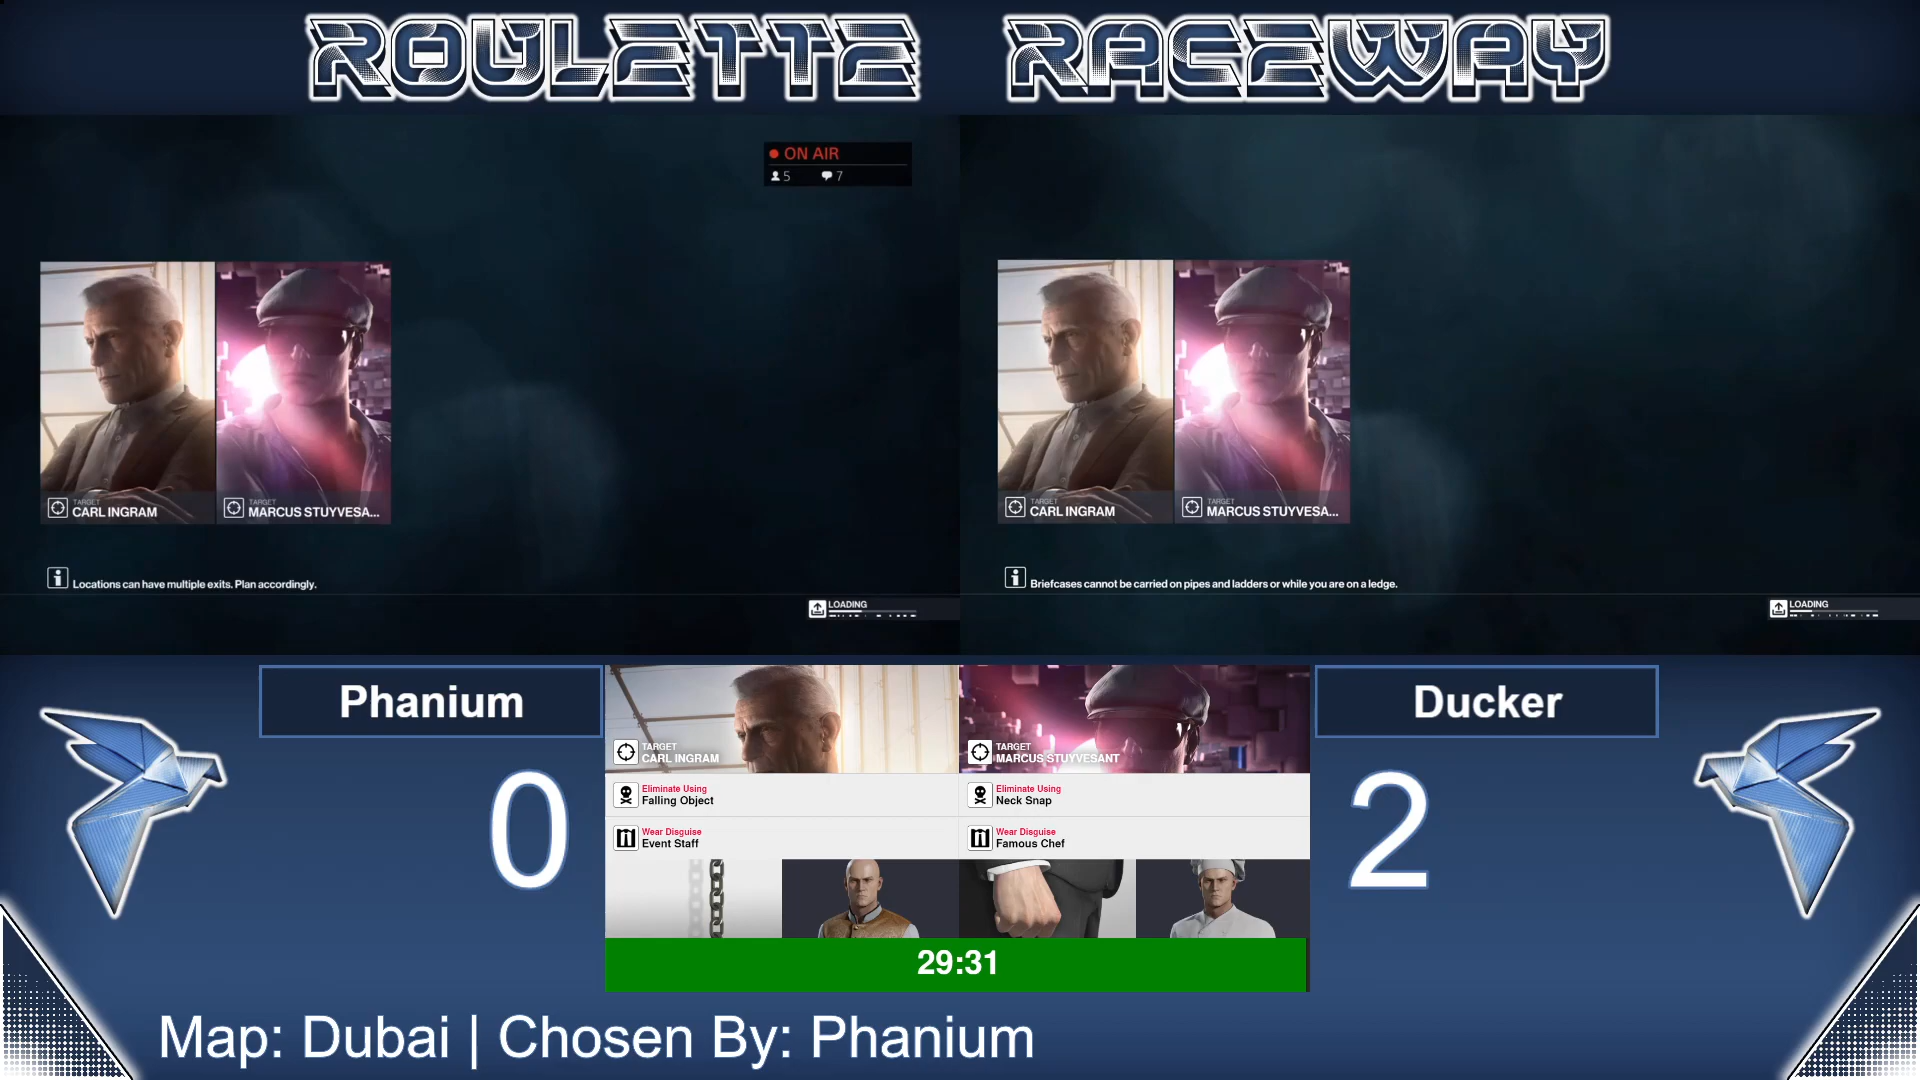 ROULETTE RACEWAY
ON AIR
5 7
TARGET
CARL INGRAM
TARGET
MARCUS STUYVESA...
Locations can have multiple exits. Plan accordingly.
LOADING
TARGET
CARL INGRAM
TARGET
MARCUS STUYVESA...
Briefcases cannot be carried on pipes and ladders or while you are on a ledge.
LOADING
Phanium
0
TARGET
CARL INGRAM
Eliminate Using
Falling Object
Wear Disguise
Event Staff
TARGET
MARCUS STUYVESANT
Eliminate Using
Neck Snap
Wear Disguise
Famous Chef
29:31
Ducker
2
Map: Dubai | Chosen By: Phanium